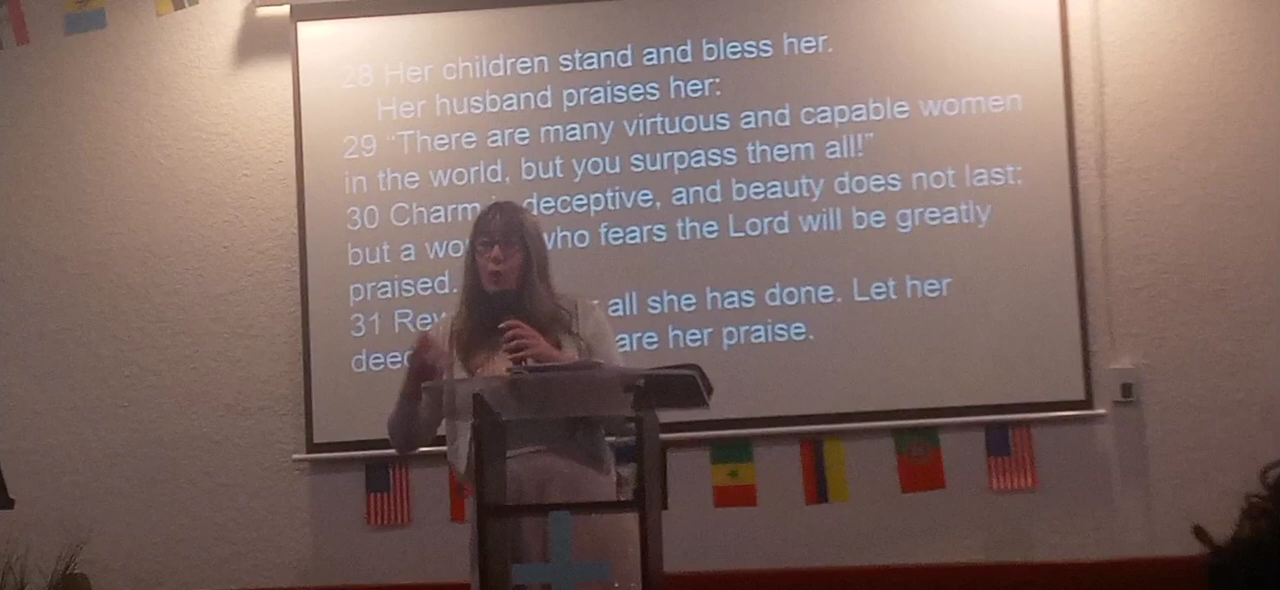 28 Her children stand and bless her.
Her husband praises her:
29 “There are many virtuous and capable women
in the world, but you surpass them all!”
30 Charm deceptive, and beauty does not last;
but a who fears the Lord will be greatly
praised.
31 all she has done. Let her
her praise.